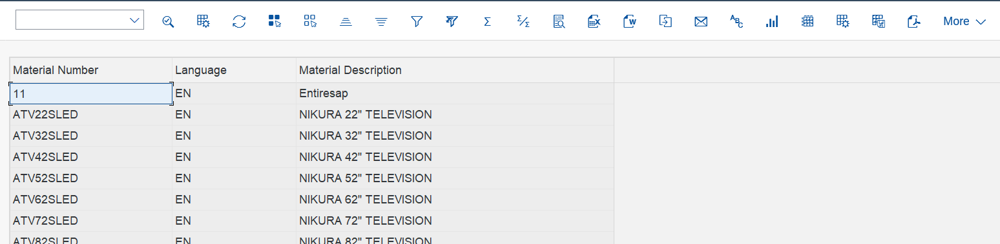 More
Material Number Language Material Description
11 EN Entiresap
ATV22SLED EN NIKURA 22" TELEVISION
ATV32SLED EN NIKURA 32" TELEVISION
ATV42SLED EN NIKURA 42" TELEVISION
ATV52SLED EN NIKURA 52" TELEVISION
ATV62SLED EN NIKURA 62" TELEVISION
ATV72SLED EN NIKURA 72" TELEVISION
ATV82SLED EN NIKURA 82" TELEVISION